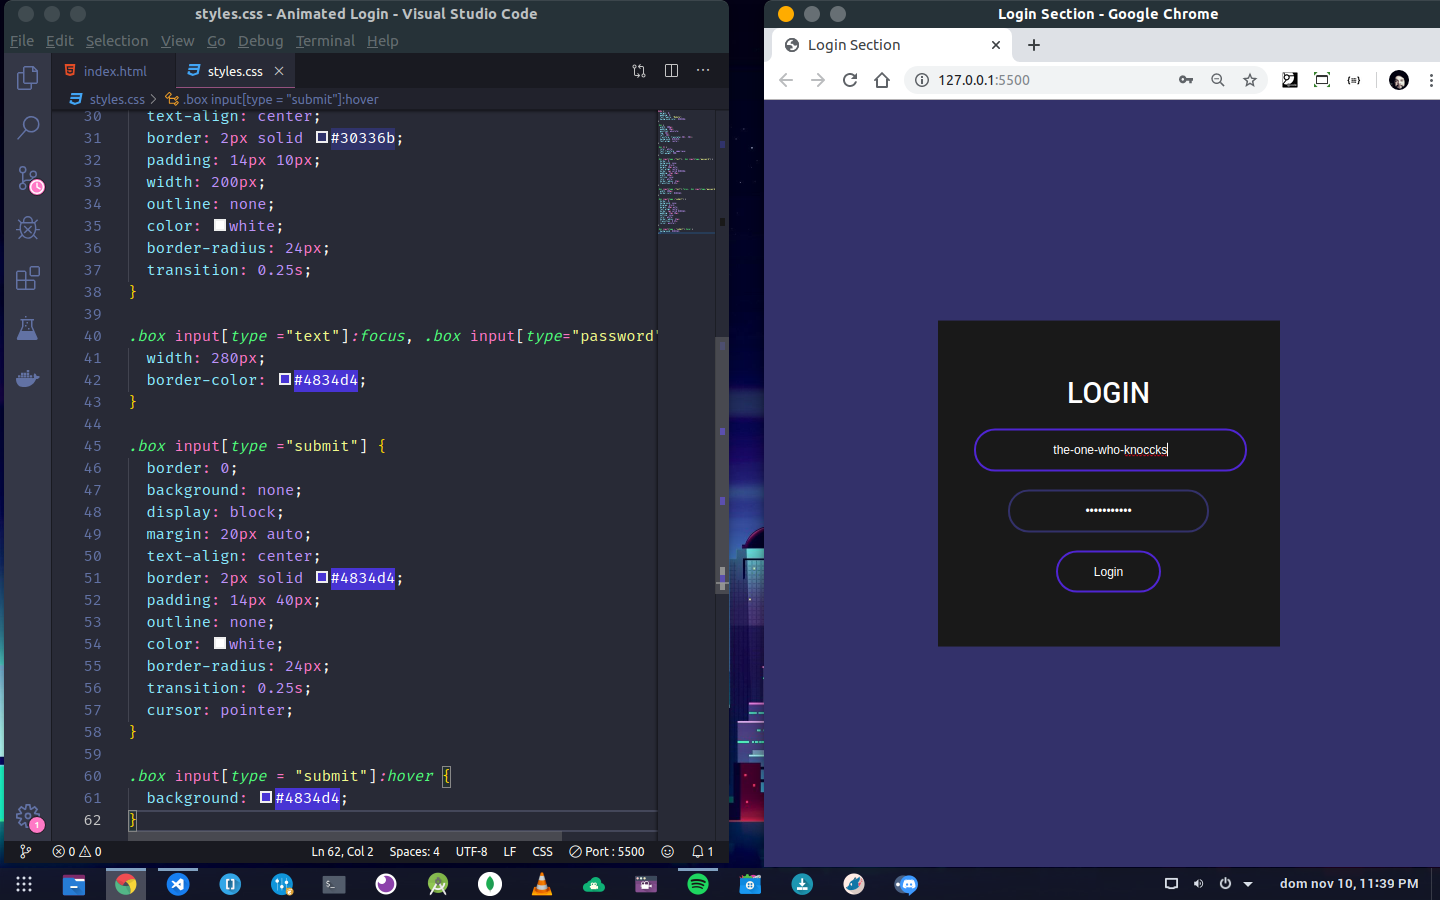 styles.css - Animated Login - Visual Studio Code
File Edit Selection View Go Debug Terminal Help
index.html styles.css
styles.css > .box input[type = "submit"]:hover
30 text-align: center;
31 border: 2px solid #30336b;
32 padding: 14px 10px;
33 width: 200px;
34 outline: none;
35 color: white;
36 border-radius: 24px;
37 transition: 0.25s;
38 }
39
40 .box input[type ="text"]:focus, .box input[type="password"
41 width: 280px;
42 border-color: #4834d4;
43 }
44
45 .box input[type ="submit"] {
46 border: 0;
47 background: none;
48 display: block;
49 margin: 20px auto;
50 text-align: center;
51 border: 2px solid #4834d4;
52 padding: 14px 40px;
53 outline: none;
54 color: white;
55 border-radius: 24px;
56 transition: 0.25s;
57 cursor: pointer;
58 }
59
60 .box input[type = "submit"]:hover {
61 background: #4834d4;
62 }
1
0 0 Ln 62, Col 2 Spaces: 4 UTF-8 LF CSS Port : 5500 1
Login Section - Google Chrome
Login Section
127.0.0.1:5500
LOGIN
the-one-who-knoccks
•••••••••••
Login
dom nov 10, 11:39 PM